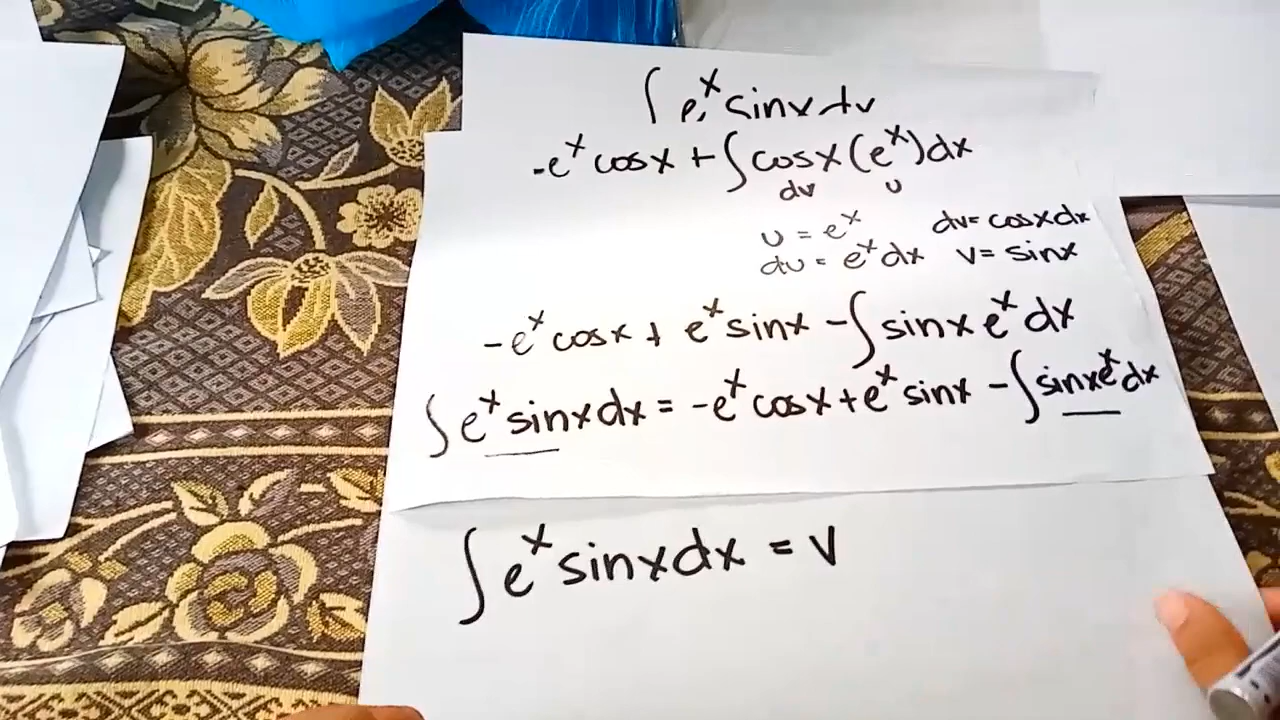 ∫ e^x sinx dv
-e^x cosx + ∫ cosx (e^x) dx
dv u
u = e^x dv = cosx dx
du = e^x dx v = sinx
-e^x cosx + e^x sinx - ∫ sinx e^x dx
∫ e^x sinx dx = -e^x cosx + e^x sinx - ∫ sinx e^x dx
∫ e^x sinx dx = v